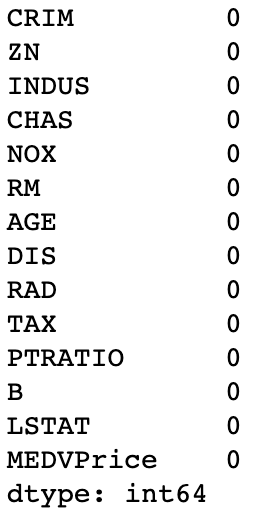 CRIM 0
ZN 0
INDUS 0
CHAS 0
NOX 0
RM 0
AGE 0
DIS 0
RAD 0
TAX 0
PTRATIO 0
B 0
LSTAT 0
MEDVPrice 0
dtype: int64